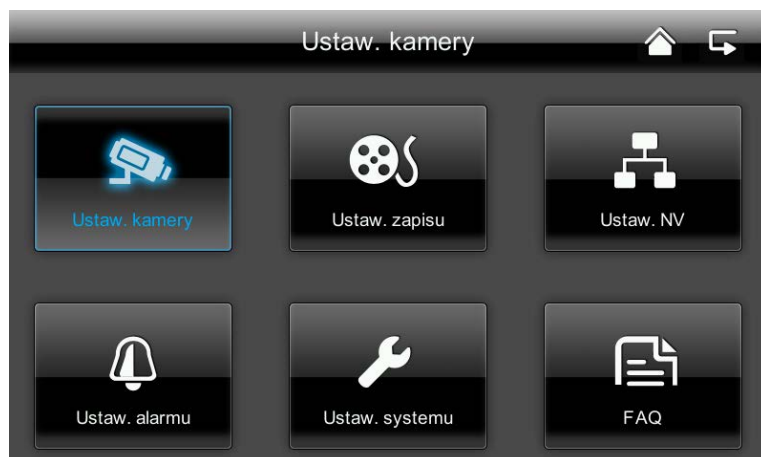 Ustaw. kamery
Ustaw. kamery
Ustaw. zapisu
Ustaw. NV
Ustaw. alarmu
Ustaw. systemu
FAQ